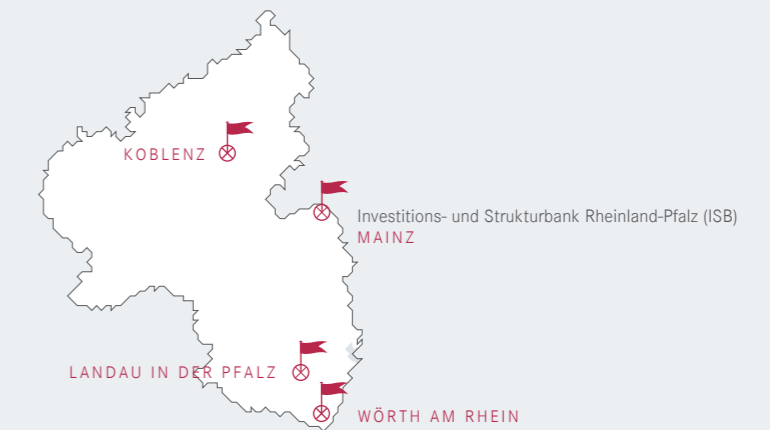 KOBLENZ
Investitions- und Strukturbank Rheinland-Pfalz (ISB)
MAINZ
LANDAU IN DER PFALZ
WÖRTH AM RHEIN